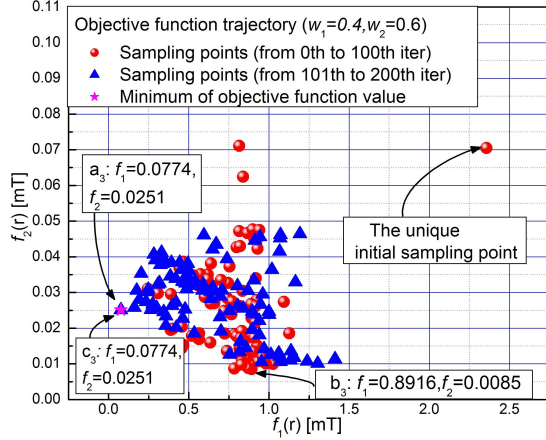 0.11
0.10
0.09
0.08
0.07
0.06
0.05
0.04
0.03
0.02
0.01
0.00
f₂(r) [mT]
Objective function trajectory (w₁=0.4,w₂=0.6)
Sampling points (from 0th to 100th iter)
Sampling points (from 101th to 200th iter)
Minimum of objective function value
a₃: f₁=0.0774,
f₂=0.0251
The unique
initial sampling point
c₃: f₁=0.0774,
f₂=0.0251
b₃: f₁=0.8916,f₂=0.0085
0.0 0.5 1.0 1.5 2.0 2.5
f₁(r) [mT]